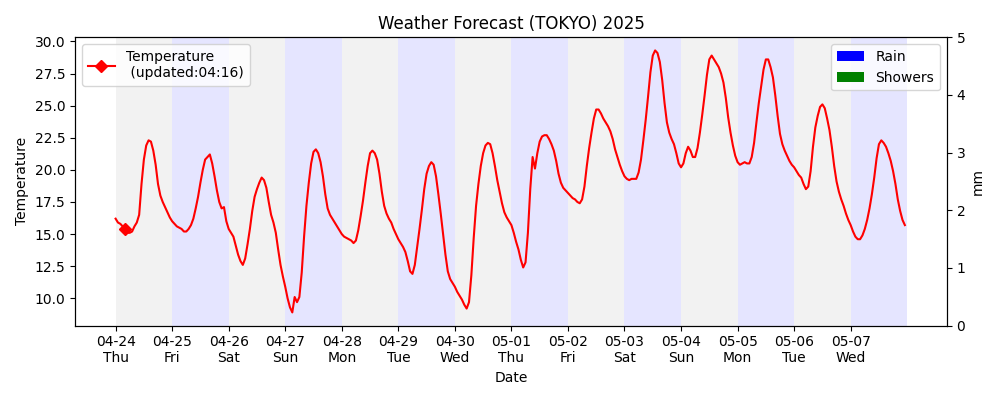 Weather Forecast (TOKYO) 2025
Temperature
(updated:04:16)
Rain
Showers
30.0
27.5
25.0
22.5
20.0
17.5
15.0
12.5
10.0
Temperature
5
4
3
2
1
0
mm
04-24 04-25 04-26 04-27 04-28 04-29 04-30 05-01 05-02 05-03 05-04 05-05 05-06 05-07
Thu Fri Sat Sun Mon Tue Wed Thu Fri Sat Sun Mon Tue Wed
Date